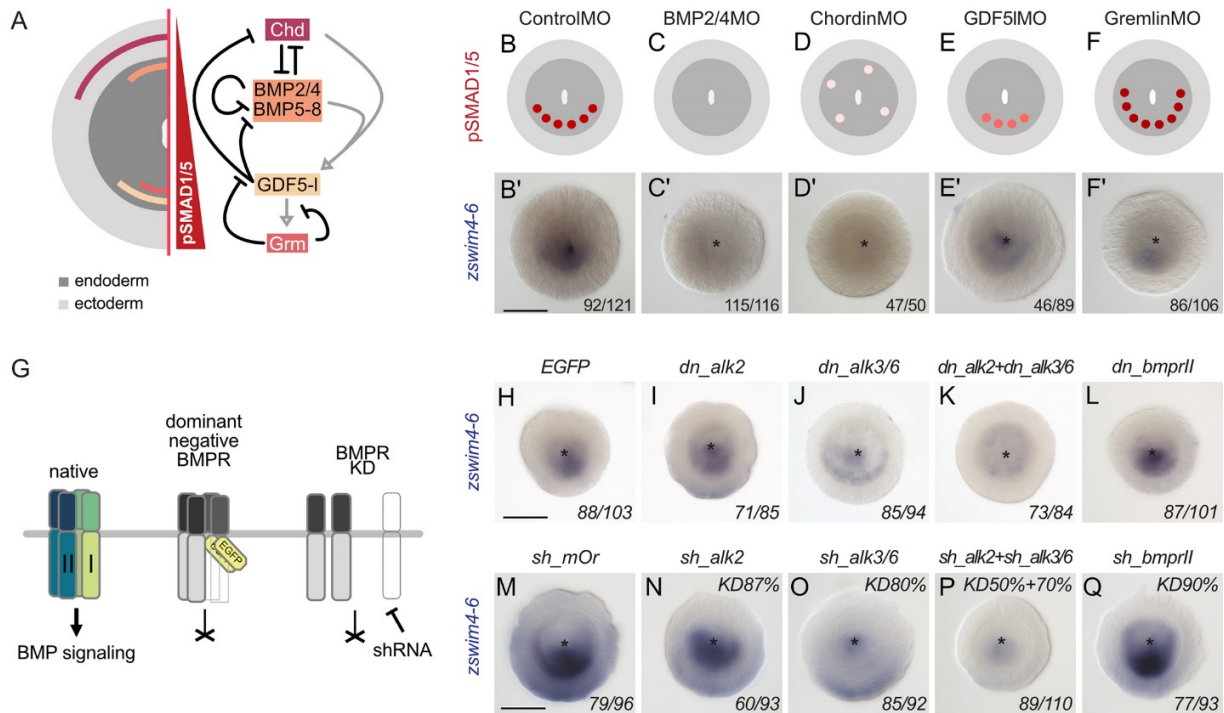 A
Chd
BMP2/4
BMP5-8
GDF5-l
Grm
pSMAD1/5
endoderm
ectoderm
ControlMO BMP2/4MO ChordinMO GDF5lMO GremlinMO
pSMAD1/5
B C D E F
zswim4-6
B' C' D' E' F'
* * * * *
92/121 115/116 47/50 46/89 86/106
G
native
dominant
negative
BMPR
BMPR
KD
II I
EGFP
BMP signaling
shRNA
EGFP dn_alk2 dn_alk3/6 dn_alk2+dn_alk3/6 dn_bmprII
zswim4-6
H I J K L
* * * * *
88/103 71/85 85/94 73/84 87/101
sh_mOr sh_alk2 sh_alk3/6 sh_alk2+sh_alk3/6 sh_bmprII
zswim4-6
M N KD87% O KD80% P KD50%+70% Q KD90%
* * * * *
79/96 60/93 85/92 89/110 77/93